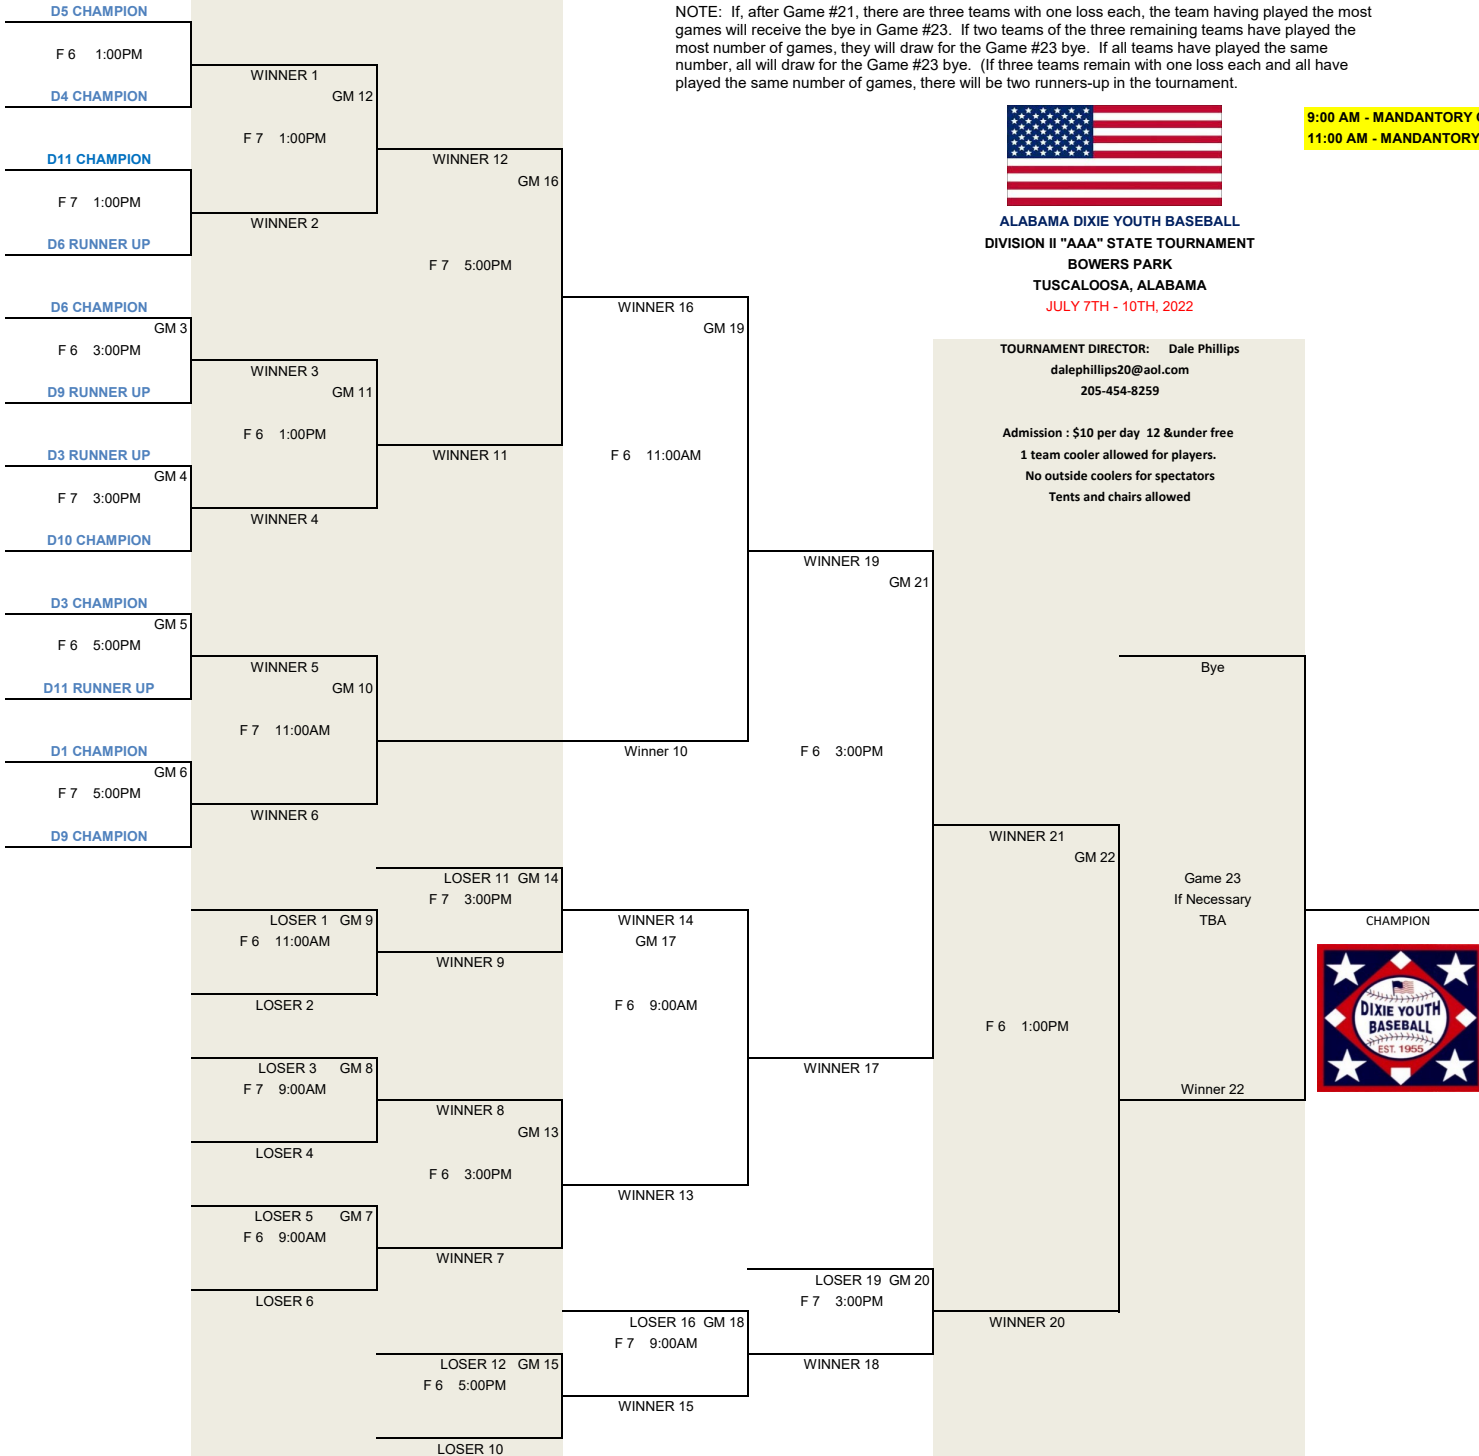 D5 CHAMPION
F 6 1:00PM
D4 CHAMPION
D11 CHAMPION
F 7 1:00PM
D6 RUNNER UP
D6 CHAMPION
GM 3
F 6 3:00PM
D9 RUNNER UP
D3 RUNNER UP
GM 4
F 7 3:00PM
D10 CHAMPION
D3 CHAMPION
GM 5
F 6 5:00PM
D11 RUNNER UP
D1 CHAMPION
GM 6
F 7 5:00PM
D9 CHAMPION
WINNER 1
GM 12
F 7 1:00PM
WINNER 2
WINNER 3
GM 11
F 6 1:00PM
WINNER 4
WINNER 5
GM 10
F 7 11:00AM
WINNER 6
LOSER 1 GM 9
F 6 11:00AM
LOSER 2
LOSER 3 GM 8
F 7 9:00AM
LOSER 4
LOSER 5 GM 7
F 6 9:00AM
LOSER 6
WINNER 12
GM 16
F 7 5:00PM
WINNER 11
LOSER 11 GM 14
F 7 3:00PM
WINNER 9
WINNER 8
GM 13
F 6 3:00PM
WINNER 7
LOSER 12 GM 15
F 6 5:00PM
LOSER 10
WINNER 16
GM 19
F 6 11:00AM
Winner 10
WINNER 14
GM 17
F 6 9:00AM
WINNER 13
LOSER 16 GM 18
F 7 9:00AM
WINNER 15
WINNER 19
GM 21
F 6 3:00PM
WINNER 17
LOSER 19 GM 20
F 7 3:00PM
WINNER 18
WINNER 21
GM 22
F 6 1:00PM
WINNER 20
Bye
Game 23
If Necessary
TBA
Winner 22
CHAMPION
NOTE: If, after Game #21, there are three teams with one loss each, the team having played the most
games will receive the bye in Game #23. If two teams of the three remaining teams have played the
most number of games, they will draw for the Game #23 bye. If all teams have played the same
number, all will draw for the Game #23 bye. (If three teams remain with one loss each and all have
played the same number of games, there will be two runners-up in the tournament.
9:00 AM - MANDANTORY
11:00 AM - MANDANTORY
ALABAMA DIXIE YOUTH BASEBALL
DIVISION II "AAA" STATE TOURNAMENT
BOWERS PARK
TUSCALOOSA, ALABAMA
JULY 7TH - 10TH, 2022
TOURNAMENT DIRECTOR: Dale Phillips
dalephillips20@aol.com
205-454-8259
Admission : $10 per day 12 &under free
1 team cooler allowed for players.
No outside coolers for spectators
Tents and chairs allowed
DIXIE YOUTH
BASEBALL
EST. 1955